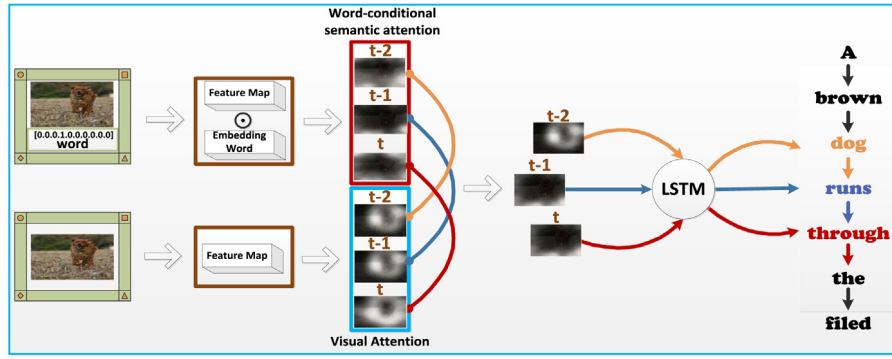 Word-conditional
semantic attention
t-2
t-1
t
[0.0.0.1.0.0.0.0.0.0]
word
Feature Map
Embedding
Word
t-2
t-1
t
Feature Map
Visual Attention
t-2
t-1
t
LSTM
A
brown
dog
runs
through
the
filed